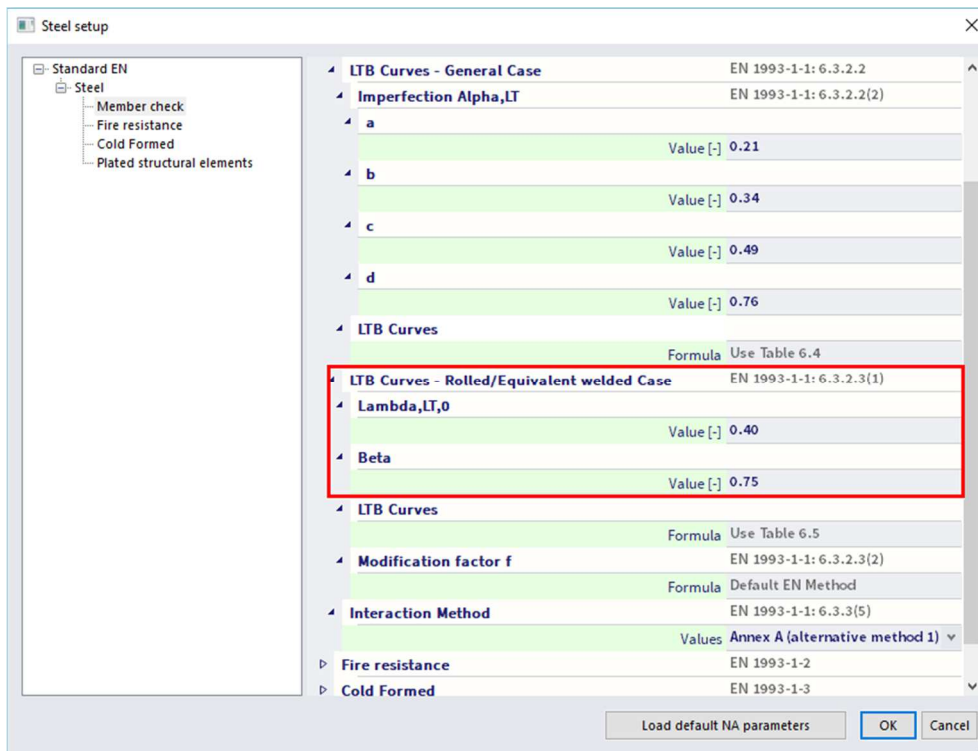 Steel setup
Standard EN
Steel
Member check
Fire resistance
Cold Formed
Plated structural elements
LTB Curves - General Case EN 1993-1-1: 6.3.2.2
Imperfection Alpha,LT EN 1993-1-1: 6.3.2.2(2)
a
Value [-] 0.21
b
Value [-] 0.34
c
Value [-] 0.49
d
Value [-] 0.76
LTB Curves
Formula Use Table 6.4
LTB Curves - Rolled/Equivalent welded Case EN 1993-1-1: 6.3.2.3(1)
Lambda,LT,0
Value [-] 0.40
Beta
Value [-] 0.75
LTB Curves
Formula Use Table 6.5
Modification factor f EN 1993-1-1: 6.3.2.3(2)
Formula Default EN Method
Interaction Method EN 1993-1-1: 6.3.3(5)
Values Annex A (alternative method 1)
Fire resistance EN 1993-1-2
Cold Formed EN 1993-1-3
Load default NA parameters OK Cancel